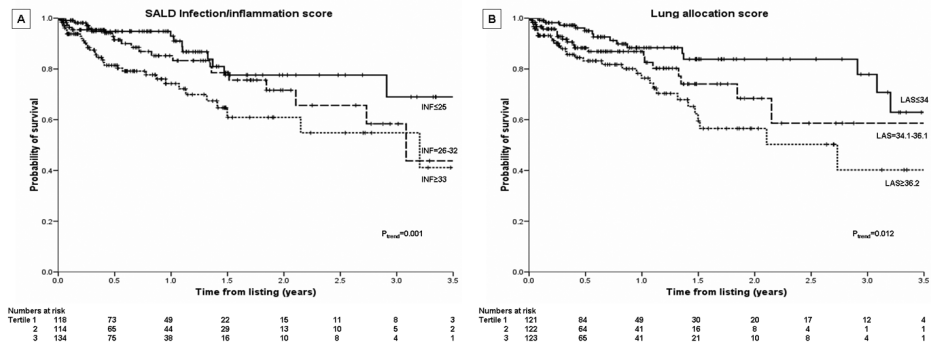 A
SALD Infection/inflammation score
Probability of survival
1.0
0.8
0.6
0.4
0.2
0.0
INF≤25
INF=26-32
INF≥33
Ptrend=0.001
0.0 0.5 1.0 1.5 2.0 2.5 3.0 3.5
Time from listing (years)
Numbers at risk
Tertile 1 118 73 49 22 15 11 8 3
2 114 65 44 29 13 10 5 2
3 134 75 38 16 10 8 4 1
B
Lung allocation score
Probability of survival
1.0
0.8
0.6
0.4
0.2
0.0
LAS≤34
LAS=34.1-36.1
LAS≥36.2
Ptrend=0.012
0.0 0.5 1.0 1.5 2.0 2.5 3.0 3.5
Time from listing (years)
Numbers at risk
Tertile 1 121 84 49 30 20 17 12 4
2 122 64 41 16 8 4 1 1
3 123 65 41 21 10 8 4 1